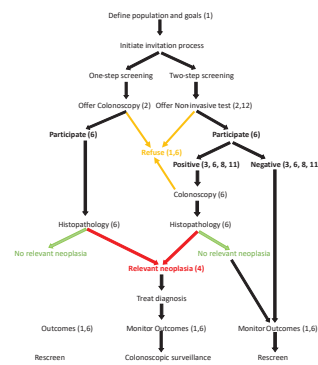 Define population and goals (1)
Initiate invitation process
One-step screening Two-step screening
Offer Colonoscopy (2) Offer Non invasive test (2,12)
Participate (6) Participate (6)
Refuse (1,6)
Positive (3, 6, 8, 11) Negative (3, 6, 8, 11
Colonoscopy (6)
Histopathology (6) Histopathology (6)
No relevant neoplasia No relevant neoplasia
Relevant neoplasia (4)
Treat diagnosis
Outcomes (1,6) Monitor Outcomes (1,6) Monitor Outcomes (1,6)
Rescreen Colonoscopic surveillance Rescreen